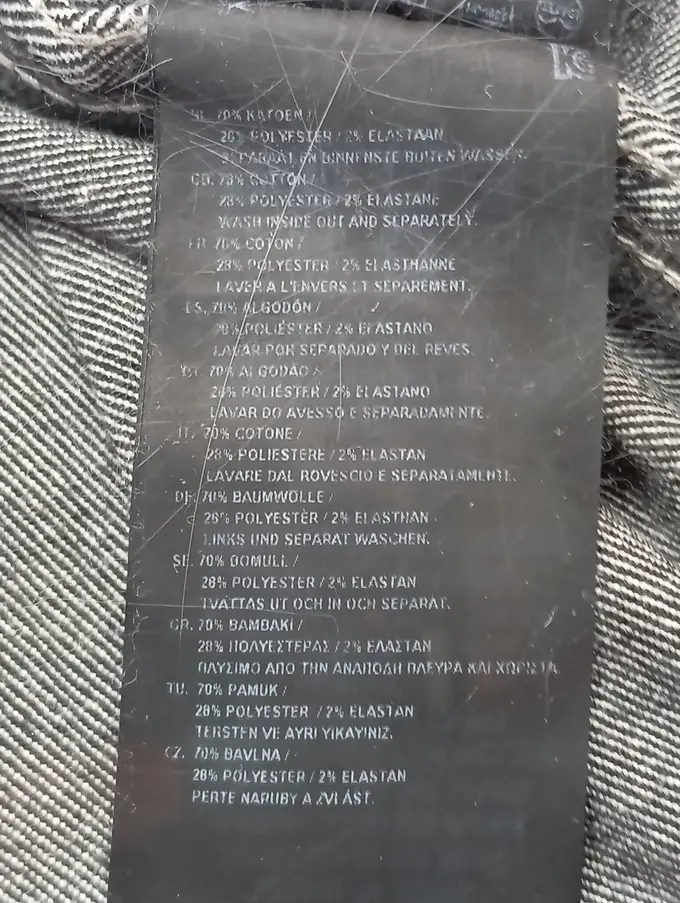 NL. 70% KATOEN /
28% POLYESTER / 2% ELASTAAN
SEPARAAT EN BINNENSTE BUITEN WASSEN.
GB. 70% COTTON /
28% POLYESTER / 2% ELASTANE
WASH INSIDE OUT AND SEPARATELY.
FR. 70% COTON /
28% POLYESTER / 2% ELASTHANNE
LAVER A L'ENVERS ET SEPAREMENT.
ES. 70% ALGODÓN /
28% POLIÉSTER / 2% ELASTANO
LAVAR POR SEPARADO Y DEL REVES.
PT. 70% ALGODÃO /
28% POLIÉSTER / 2% ELASTANO
LAVAR DO AVESSO E SEPARADAMENTE.
IT. 70% COTONE /
28% POLIESTERE / 2% ELASTAN
LAVARE DAL ROVESCIO E SEPARATAMENTE.
DE. 70% BAUMWOLLE /
28% POLYESTER / 2% ELASTHAN
LINKS UND SEPARAT WASCHEN.
SE. 70% BOMULL /
28% POLYESTER / 2% ELASTAN
TVÄTTAS UT OCH IN OCH SEPARAT.
GR. 70% BAMBAKI /
28% ΠΟΛΥΕΣΤΕΡΑΣ / 2% ΕΛΑΣΤΑΝ
ΠΛΥΣΙΜΟ ΑΠΟ ΤΗΝ ΑΝΑΠΟΔΗ ΠΛΕΥΡΑ ΚΑΙ ΧΩΡΙΣΤΑ
TU. 70% PAMUK /
28% POLYESTER / 2% ELASTAN
TERSTEN VE AYRI YIKAYINIZ.
CZ. 70% BAVLNA /
28% POLYESTER / 2% ELASTAN
PERTE NARUBY A ZVLÁST.